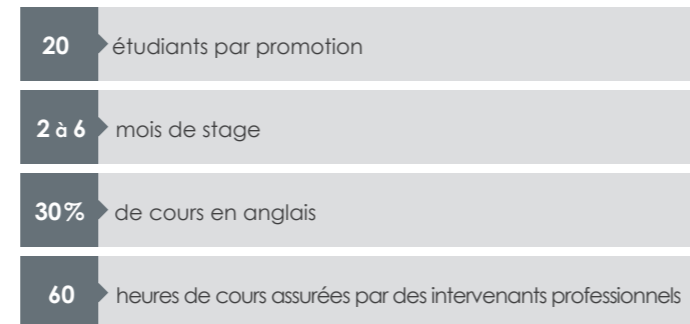 20 étudiants par promotion
2 à 6 mois de stage
30% de cours en anglais
60 heures de cours assurées par des intervenants professionnels